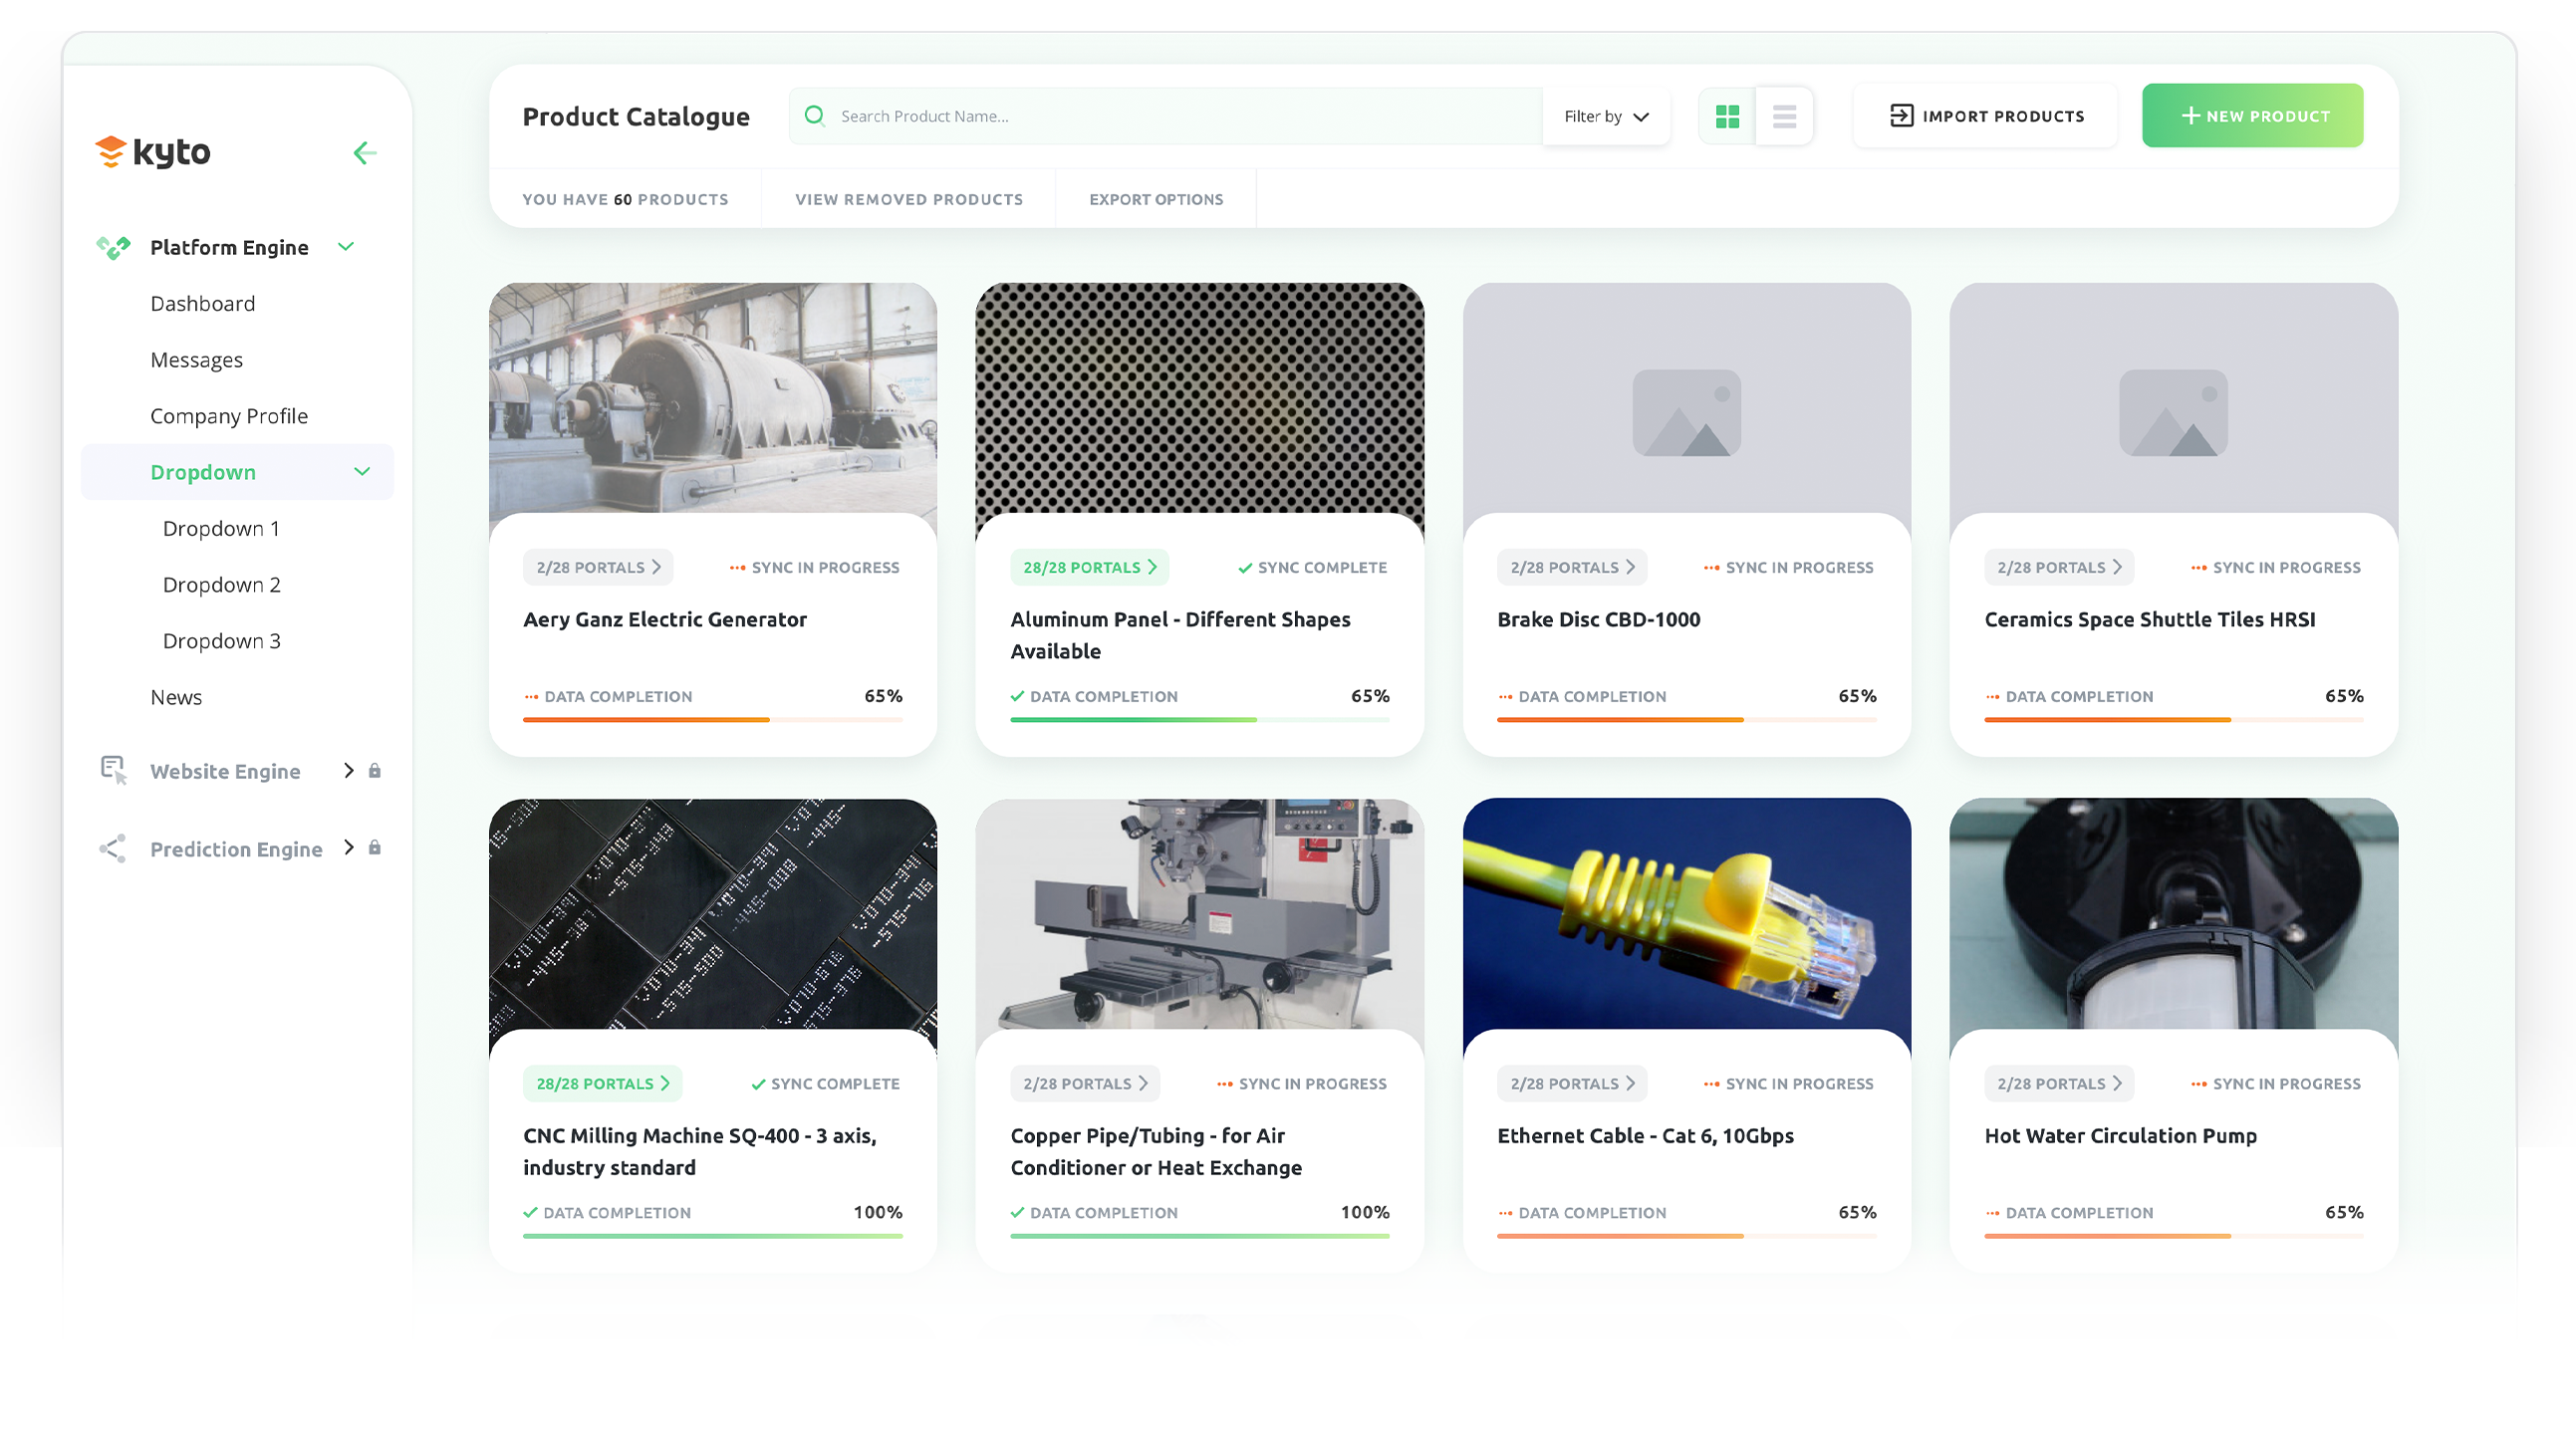 kyto
Platform Engine
Dashboard
Messages
Company Profile
Dropdown
Dropdown 1
Dropdown 2
Dropdown 3
News
Website Engine
Prediction Engine
Product Catalogue
Search Product Name...
Filter by
IMPORT PRODUCTS
NEW PRODUCT
YOU HAVE 60 PRODUCTS
VIEW REMOVED PRODUCTS
EXPORT OPTIONS
2/28 PORTALS
SYNC IN PROGRESS
Aery Ganz Electric Generator
DATA COMPLETION
65%
28/28 PORTALS
SYNC COMPLETE
Aluminum Panel - Different Shapes
Available
DATA COMPLETION
65%
2/28 PORTALS
SYNC IN PROGRESS
Brake Disc CBD-1000
DATA COMPLETION
65%
2/28 PORTALS
SYNC IN PROGRESS
Ceramics Space Shuttle Tiles HRSI
DATA COMPLETION
65%
28/28 PORTALS
SYNC COMPLETE
CNC Milling Machine SQ-400 - 3 axis,
industry standard
DATA COMPLETION
100%
2/28 PORTALS
SYNC IN PROGRESS
Copper Pipe/Tubing - for Air
Conditioner or Heat Exchange
DATA COMPLETION
100%
2/28 PORTALS
SYNC IN PROGRESS
Ethernet Cable - Cat 6, 10Gbps
DATA COMPLETION
65%
2/28 PORTALS
SYNC IN PROGRESS
Hot Water Circulation Pump
DATA COMPLETION
65%